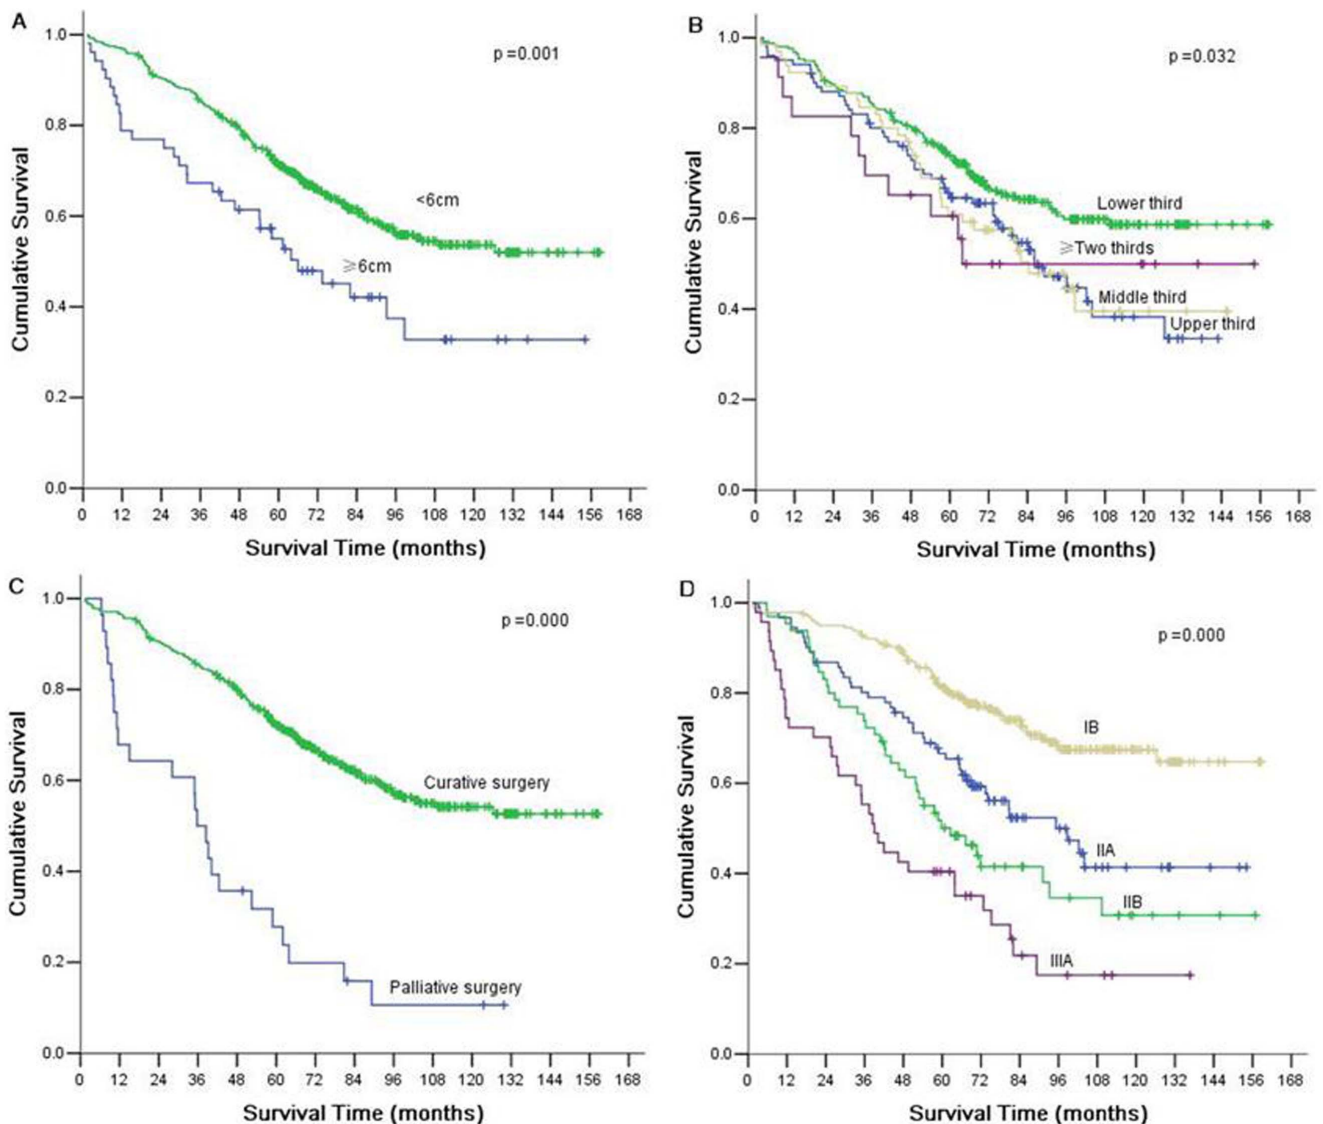 A
p =0.001
1.0
0.8
0.6
0.4
0.2
0.0
Cumulative Survival
<6cm
⩾6cm
0 12 24 36 48 60 72 84 96 108 120 132 144 156 168
Survival Time (months)
B
p =0.032
1.0
0.8
0.6
0.4
0.2
0.0
Cumulative Survival
Lower third
⩾Two thirds
Middle third
Upper third
0 12 24 36 48 60 72 84 96 108 120 132 144 156 168
Survival Time (months)
C
p =0.000
1.0
0.8
0.6
0.4
0.2
0.0
Cumulative Survival
Curative surgery
Palliative surgery
0 12 24 36 48 60 72 84 96 108 120 132 144 156 168
Survival Time (months)
D
p =0.000
1.0
0.8
0.6
0.4
0.2
0.0
Cumulative Survival
IB
IIA
IIB
IIIA
0 12 24 36 48 60 72 84 96 108 120 132 144 156 168
Survival Time (months)